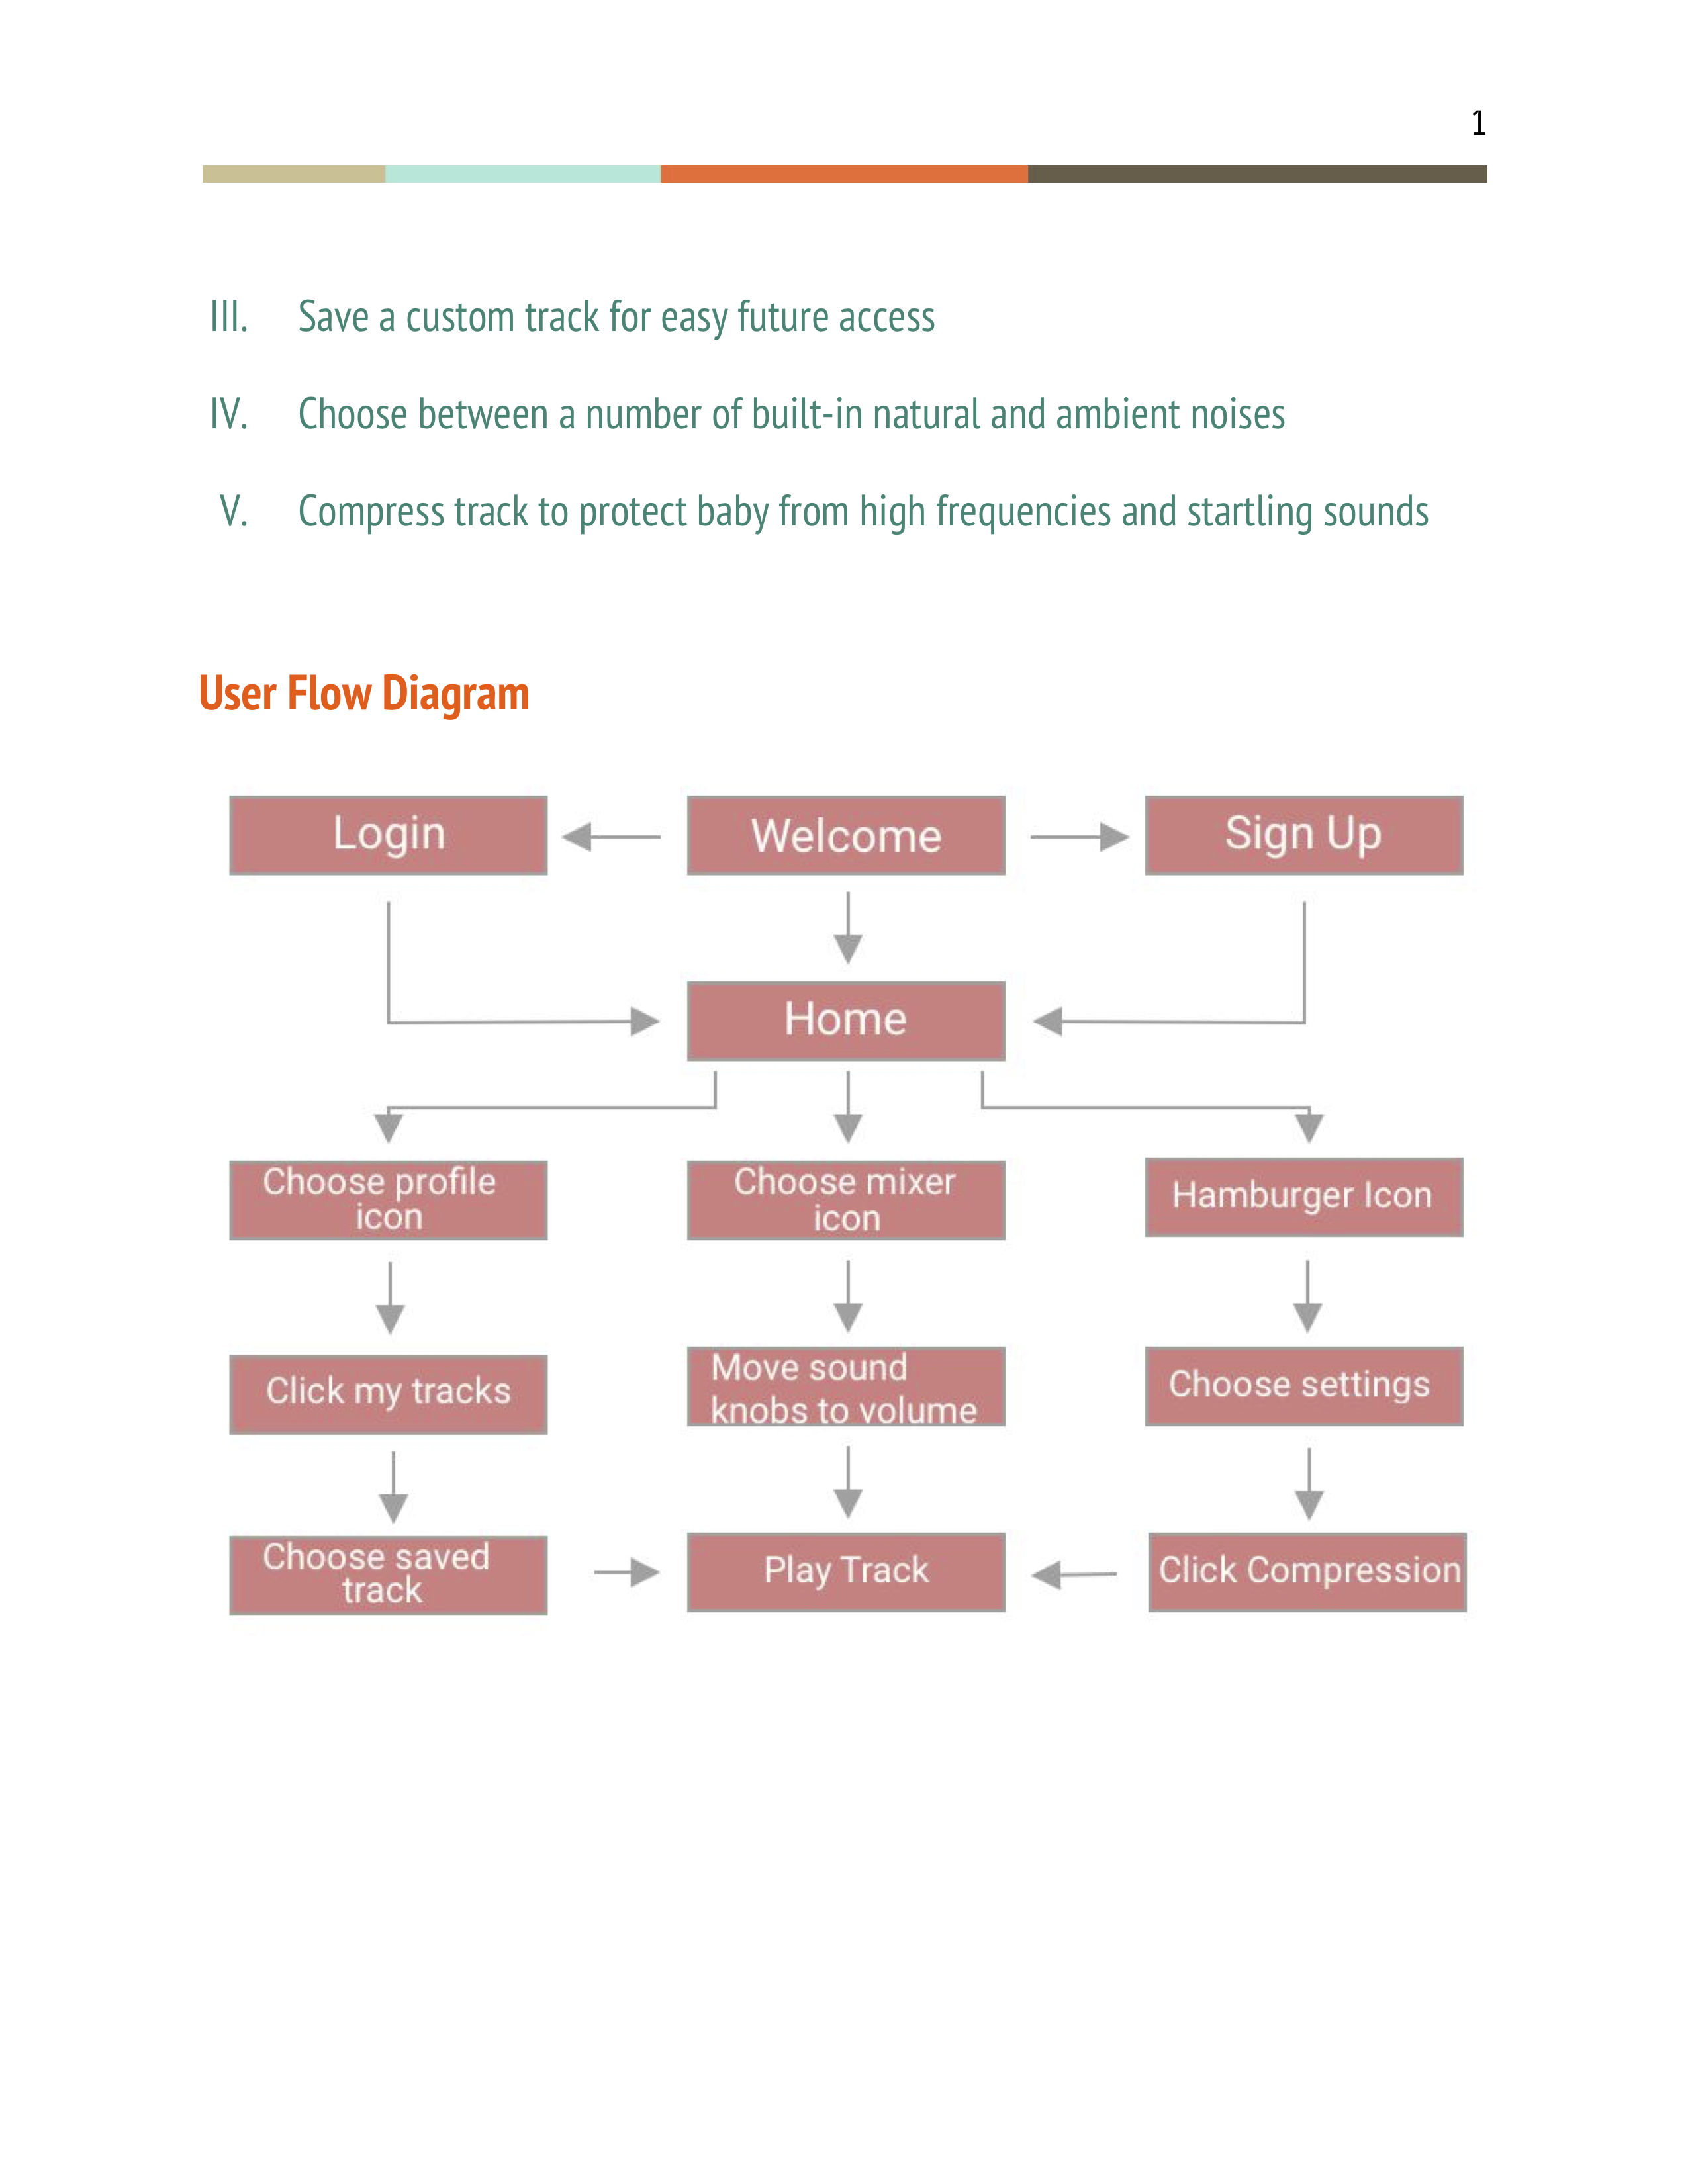 1
III. Save a custom track for easy future access
IV. Choose between a number of built-in natural and ambient noises
V. Compress track to protect baby from high frequencies and startling sounds
User Flow Diagram
Login
Welcome
Sign Up
Home
Choose profile
icon
Choose mixer
icon
Hamburger Icon
Click my tracks
Move sound
knobs to volume
Choose settings
Choose saved
track
Play Track
Click Compression